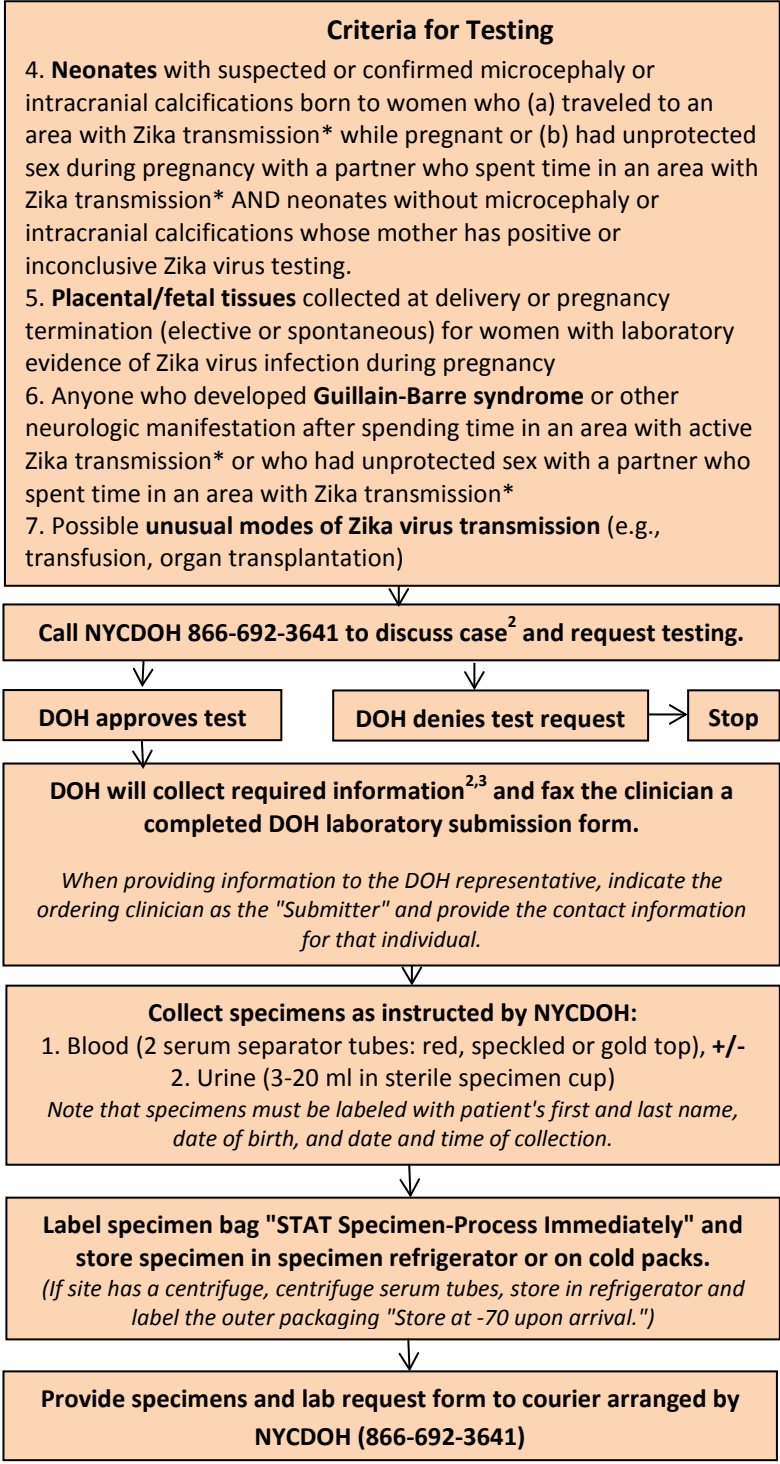 Criteria for Testing
4. Neonates with suspected or confirmed microcephaly or
intracranial calcifications born to women who (a) traveled to an
area with Zika transmission* while pregnant or (b) had unprotected
sex during pregnancy with a partner who spent time in an area with
Zika transmission* AND neonates without microcephaly or
intracranial calcifications whose mother has positive or
inconclusive Zika virus testing.
5. Placental/fetal tissues collected at delivery or pregnancy
termination (elective or spontaneous) for women with laboratory
evidence of Zika virus infection during pregnancy
6. Anyone who developed Guillain-Barre syndrome or other
neurologic manifestation after spending time in an area with active
Zika transmission* or who had unprotected sex with a partner who
spent time in an area with Zika transmission*
7. Possible unusual modes of Zika virus transmission (e.g.,
transfusion, organ transplantation)
Call NYCDOH 866-692-3641 to discuss case2 and request testing.
DOH approves test
DOH denies test request
Stop
DOH will collect required information2,3 and fax the clinician a
completed DOH laboratory submission form.
When providing information to the DOH representative, indicate the
ordering clinician as the "Submitter" and provide the contact information
for that individual.
Collect specimens as instructed by NYCDOH:
1. Blood (2 serum separator tubes: red, speckled or gold top), +/-
2. Urine (3-20 ml in sterile specimen cup)
Note that specimens must be labeled with patient's first and last name,
date of birth, and date and time of collection.
Label specimen bag "STAT Specimen-Process Immediately" and
store specimen in specimen refrigerator or on cold packs.
(If site has a centrifuge, centrifuge serum tubes, store in refrigerator and
label the outer packaging "Store at -70 upon arrival.")
Provide specimens and lab request form to courier arranged by
NYCDOH (866-692-3641)